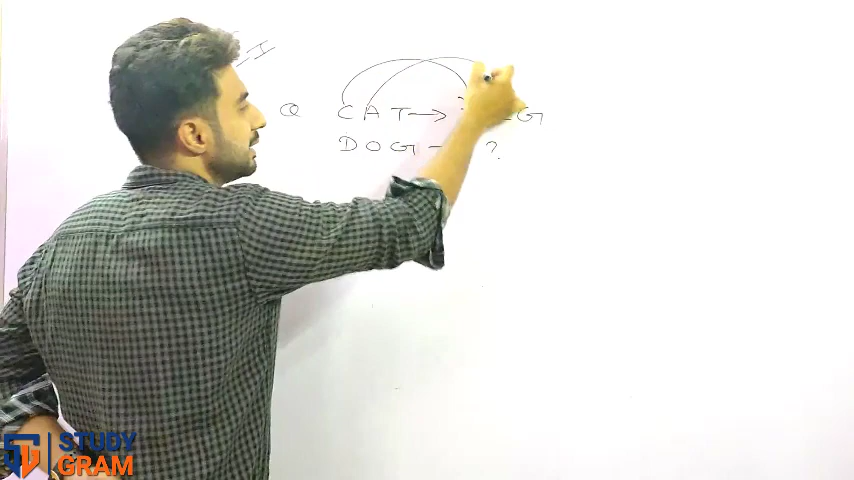 I
Q CAT → G
DOG - ?
STUDY
GRAM